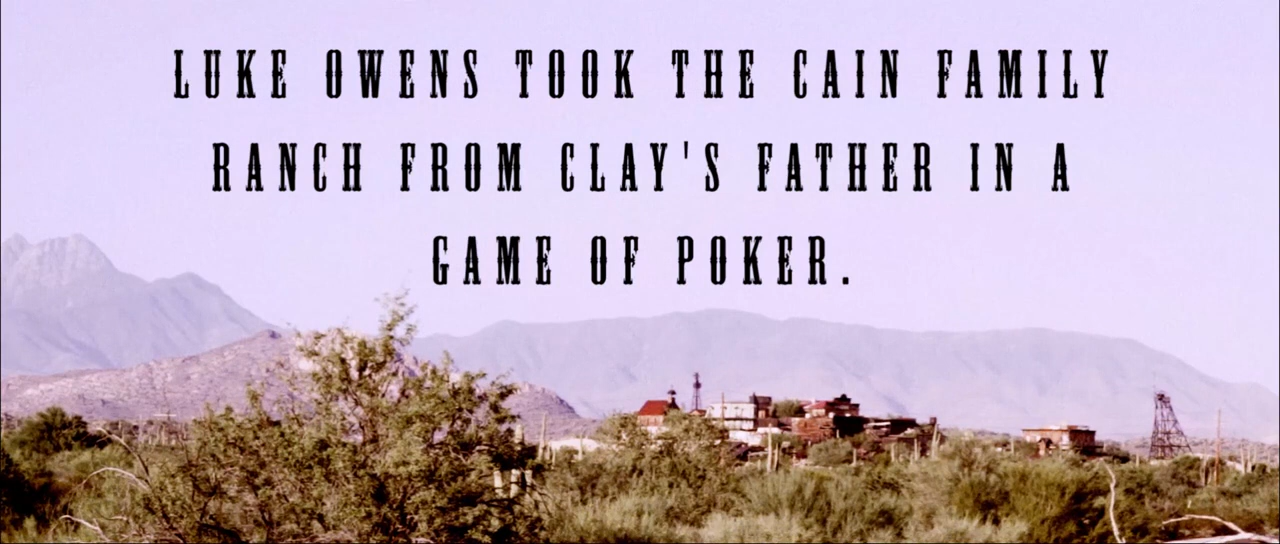 LUKE OWENS TOOK THE CAIN FAMILY
RANCH FROM CLAY'S FATHER IN A
GAME OF POKER.